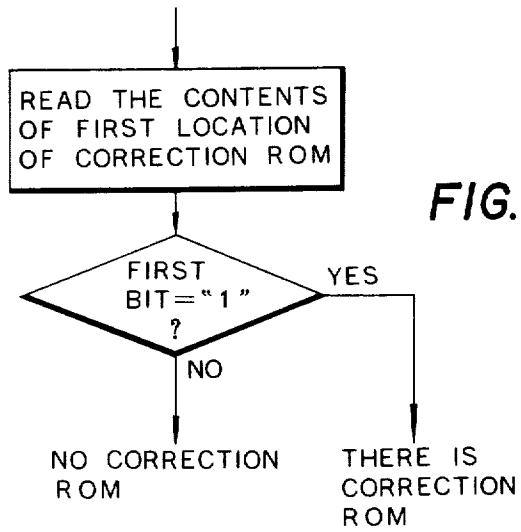 READ THE CONTENTS
OF FIRST LOCATION
OF CORRECTION ROM
FIG.
FIRST
BIT="1"
?
YES
NO
NO CORRECTION
ROM
THERE IS
CORRECTION
ROM